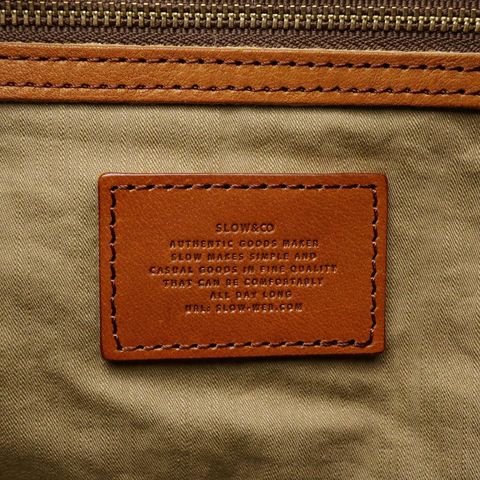 SLOW&CO
AUTHENTIC GOODS MAKER
SLOW MAKES SIMPLE AND
CASUAL GOODS IN FINE QUALITY
THAT CAN BE COMFORTABLY
ALL DAY LONG
URL: SLOW-WEB.COM